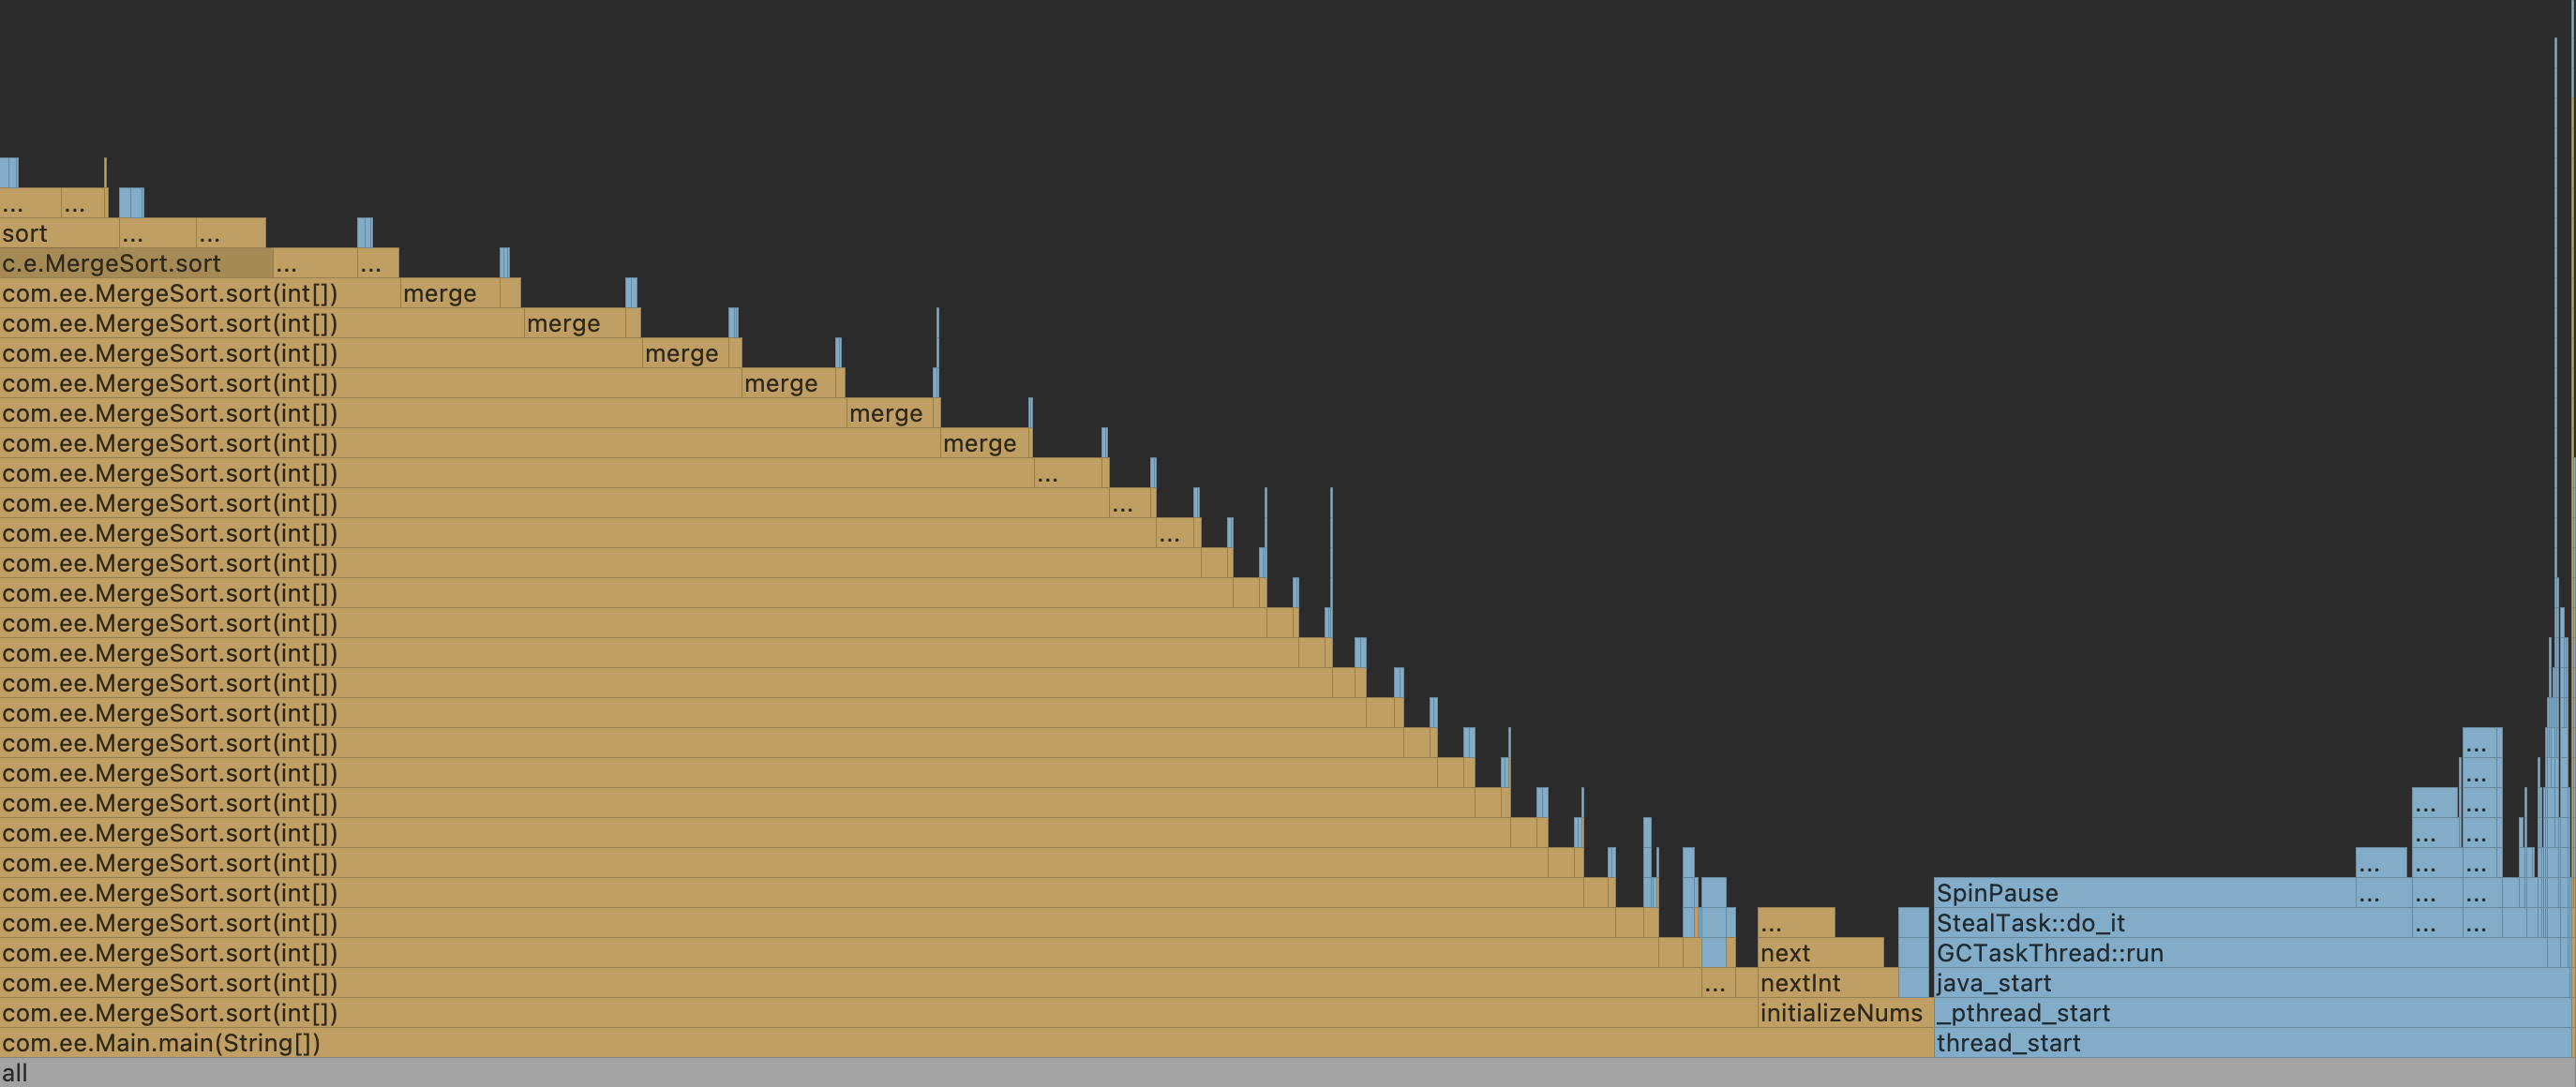 ... ...
sort ... ...
c.e.MergeSort.sort ... ...
com.ee.MergeSort.sort(int[]) merge
com.ee.MergeSort.sort(int[]) merge
com.ee.MergeSort.sort(int[]) merge
com.ee.MergeSort.sort(int[]) merge
com.ee.MergeSort.sort(int[]) merge
com.ee.MergeSort.sort(int[]) merge
com.ee.MergeSort.sort(int[]) ...
com.ee.MergeSort.sort(int[]) ...
com.ee.MergeSort.sort(int[]) ...
com.ee.MergeSort.sort(int[])
com.ee.MergeSort.sort(int[])
com.ee.MergeSort.sort(int[])
com.ee.MergeSort.sort(int[])
com.ee.MergeSort.sort(int[])
com.ee.MergeSort.sort(int[])
com.ee.MergeSort.sort(int[]) ...
com.ee.MergeSort.sort(int[]) ...
com.ee.MergeSort.sort(int[]) ... ...
com.ee.MergeSort.sort(int[]) ... ...
com.ee.MergeSort.sort(int[]) ... ... ...
com.ee.MergeSort.sort(int[]) SpinPause ... ... ...
com.ee.MergeSort.sort(int[]) ... StealTask::do_it ... ...
com.ee.MergeSort.sort(int[]) next GCTaskThread::run
com.ee.MergeSort.sort(int[]) ... nextInt java_start
com.ee.MergeSort.sort(int[]) initializeNums _pthread_start
com.ee.Main.main(String[]) thread_start
all